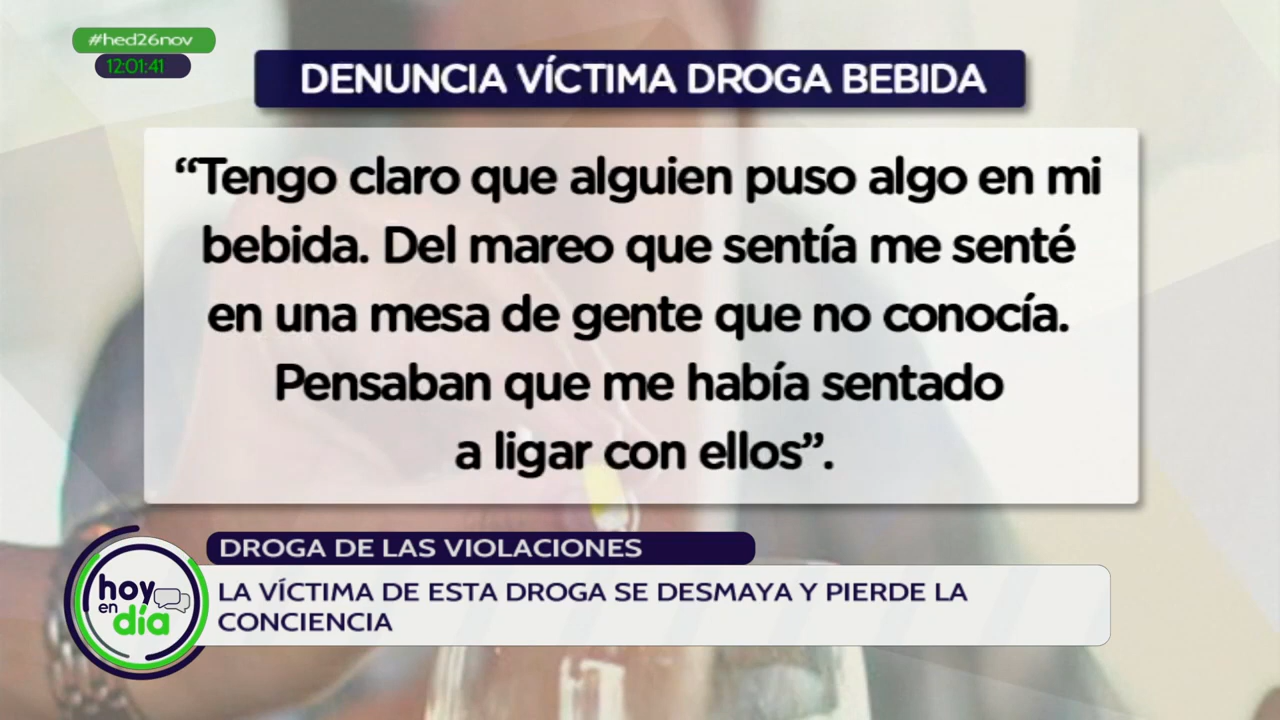 #hed26nov
12:01:41
DENUNCIA VÍCTIMA DROGA BEBIDA
“Tengo claro que alguien puso algo en mi
bebida. Del mareo que sentía me senté
en una mesa de gente que no conocía.
Pensaban que me había sentado
a ligar con ellos”.
DROGA DE LAS VIOLACIONES
LA VÍCTIMA DE ESTA DROGA SE DESMAYA Y PIERDE LA
CONCIENCIA
hoy
en
día